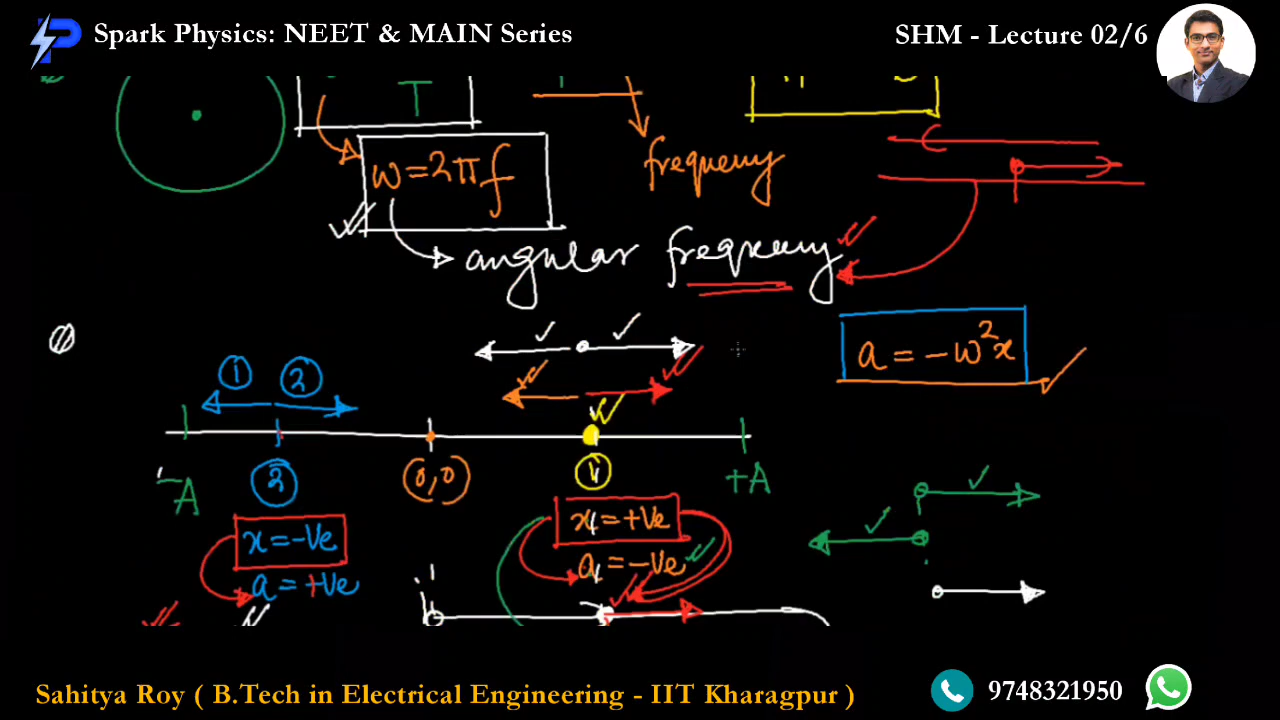 Spark Physics: NEET & MAIN Series
SHM - Lecture 02/6
T
ω=2πf
frequency
angular frequency
a = -ω²x
① ②
-A ② (0,0) ① +A
x=-Ve
a=+Ve
x₁=+Ve
a₁=-Ve
Sahitya Roy ( B.Tech in Electrical Engineering - IIT Kharagpur )
9748321950